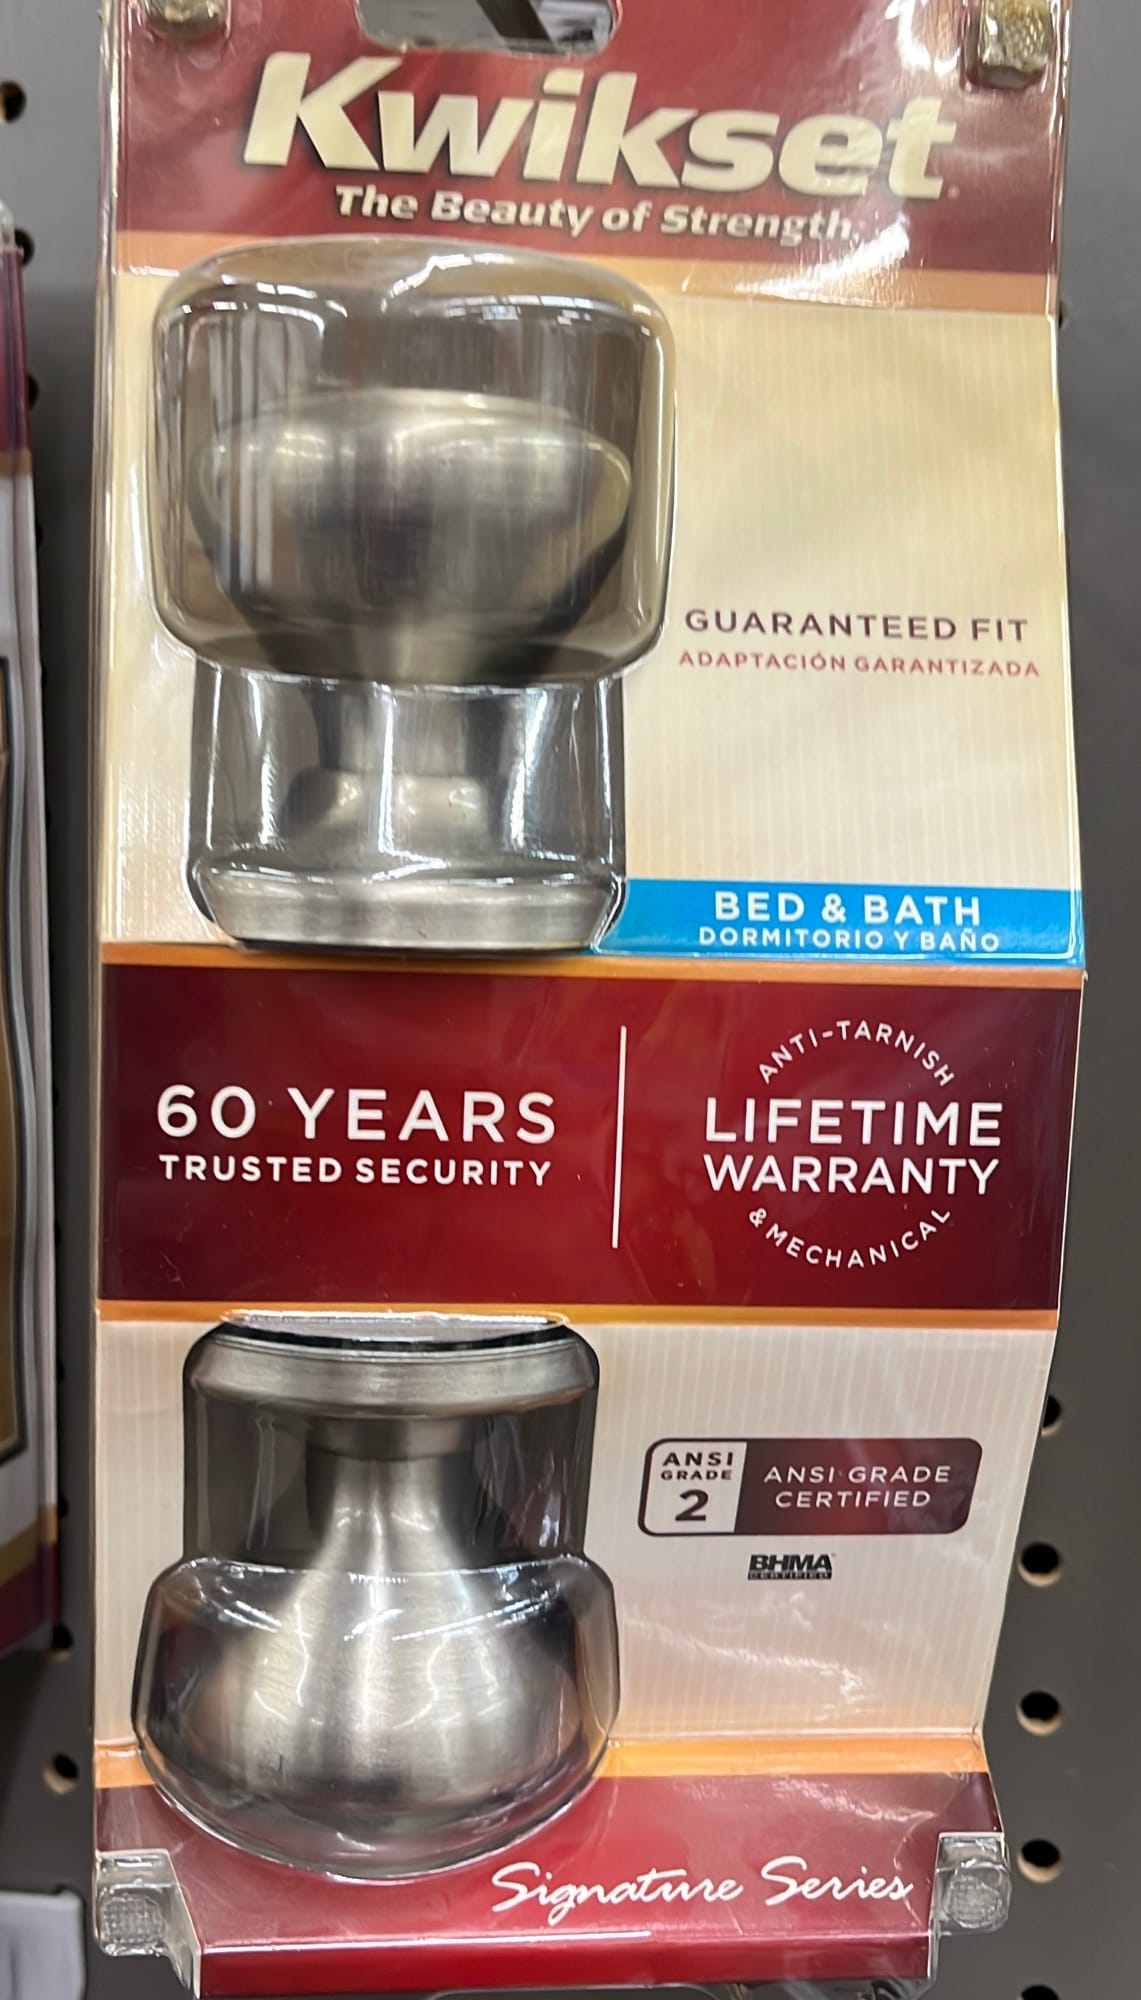 Kwikset
The Beauty of Strength.
GUARANTEED FIT
ADAPTACIÓN GARANTIZADA
BED & BATH
DORMITORIO Y BAÑO
60 YEARS
TRUSTED SECURITY
ANTI-TARNISH
LIFETIME
WARRANTY
& MECHANICAL
ANSI
GRADE
2
ANSI GRADE
CERTIFIED
BHMA
CERTIFIED
Signature Series